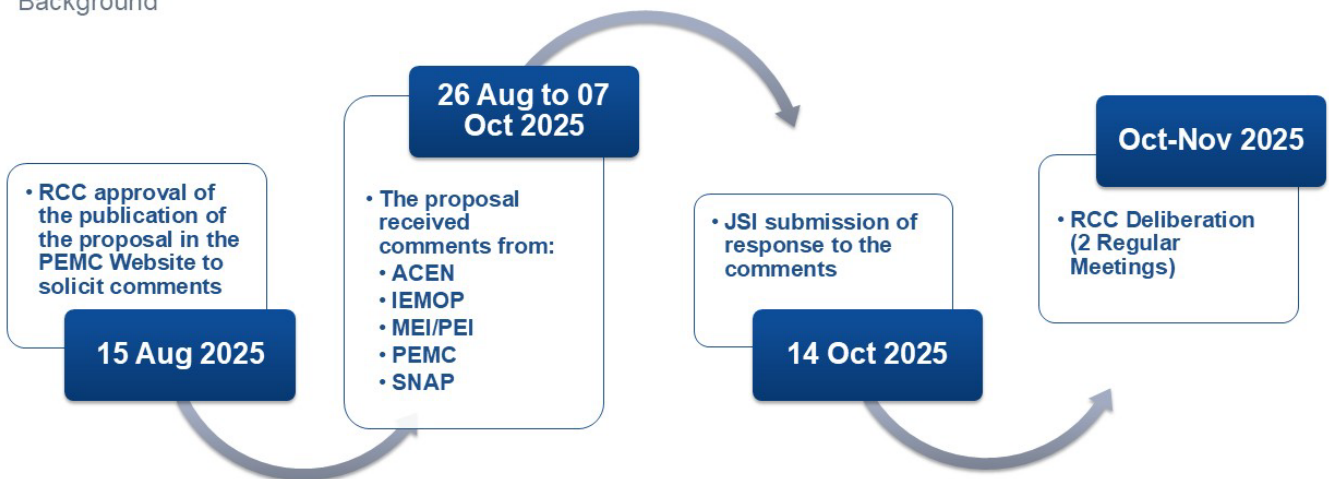 Background
• RCC approval of
the publication of
the proposal in the
PEMC Website to
solicit comments
15 Aug 2025
26 Aug to 07
Oct 2025
• The proposal
received
comments from:
• ACEN
• IEMOP
• MEI/PEI
• PEMC
• SNAP
• JSI submission of
response to the
comments
14 Oct 2025
Oct-Nov 2025
• RCC Deliberation
(2 Regular
Meetings)